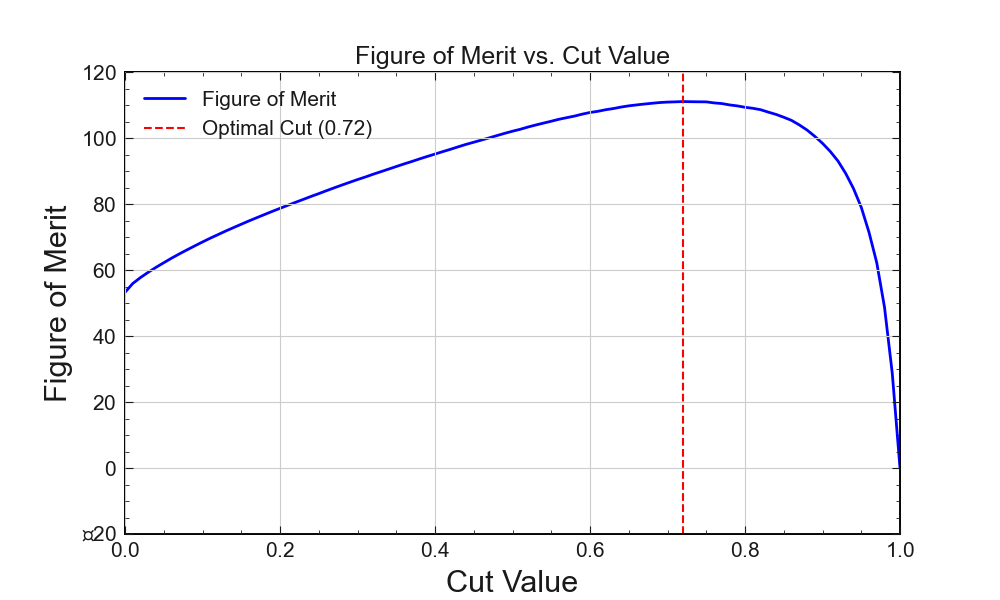 Figure of Merit vs. Cut Value
120
Figure of Merit
Optimal Cut (0.72)
100
80
60
40
20
0
¤20
Figure of Merit
0.0 0.2 0.4 0.6 0.8 1.0
Cut Value